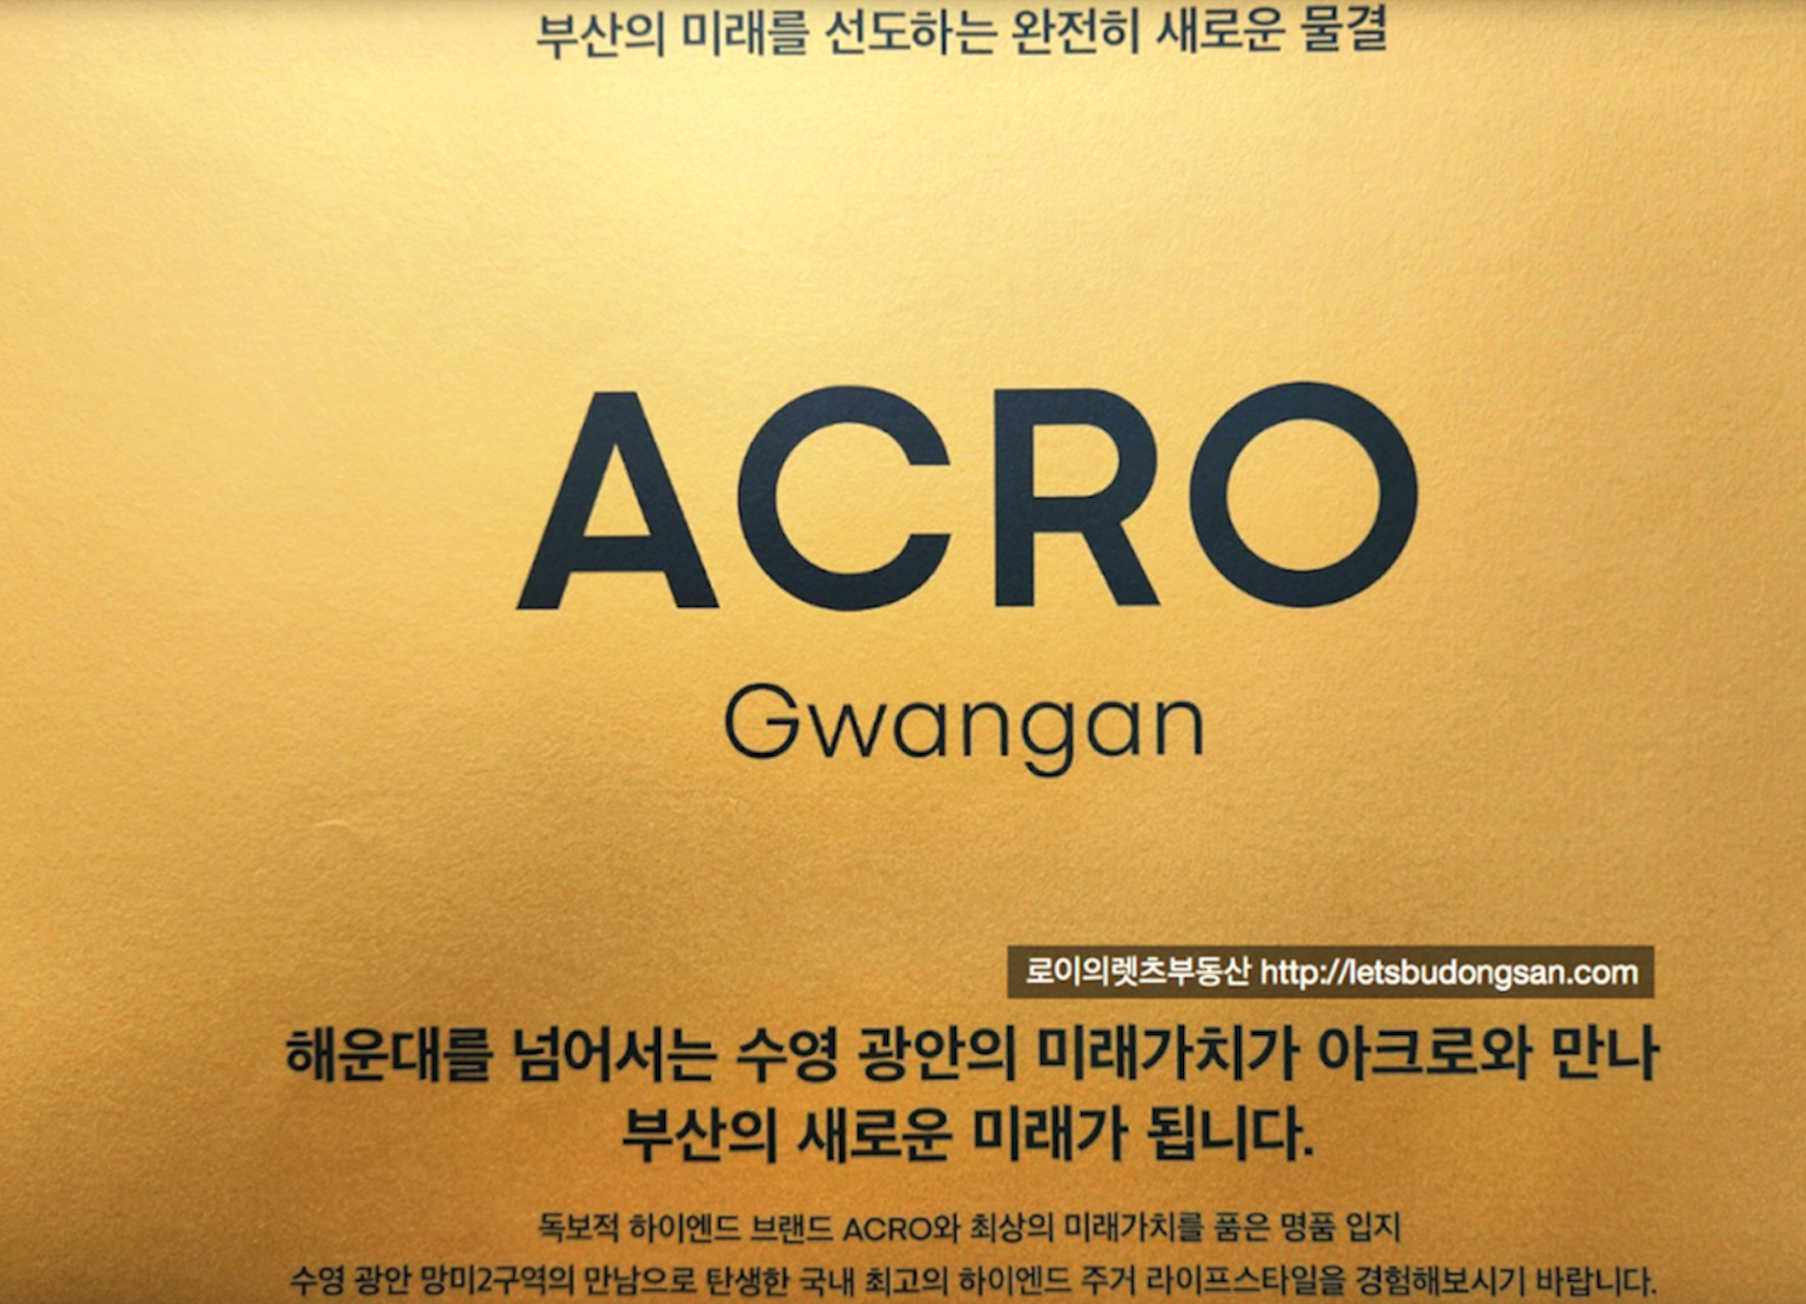 부산의 미래를 선도하는 완전히 새로운 물결
ACRO
Gwangan
로이의렛츠부동산 http://letsbudongsan.com
해운대를 넘어서는 수영 광안의 미래가치가 아크로와 만나
부산의 새로운 미래가 됩니다.
독보적 하이엔드 브랜드 ACRO와 최상의 미래가치를 품은 명품 입지
수영 광안 망미2구역의 만남으로 탄생한 국내 최고의 하이엔드 주거 라이프스타일을 경험해보시기 바랍니다.